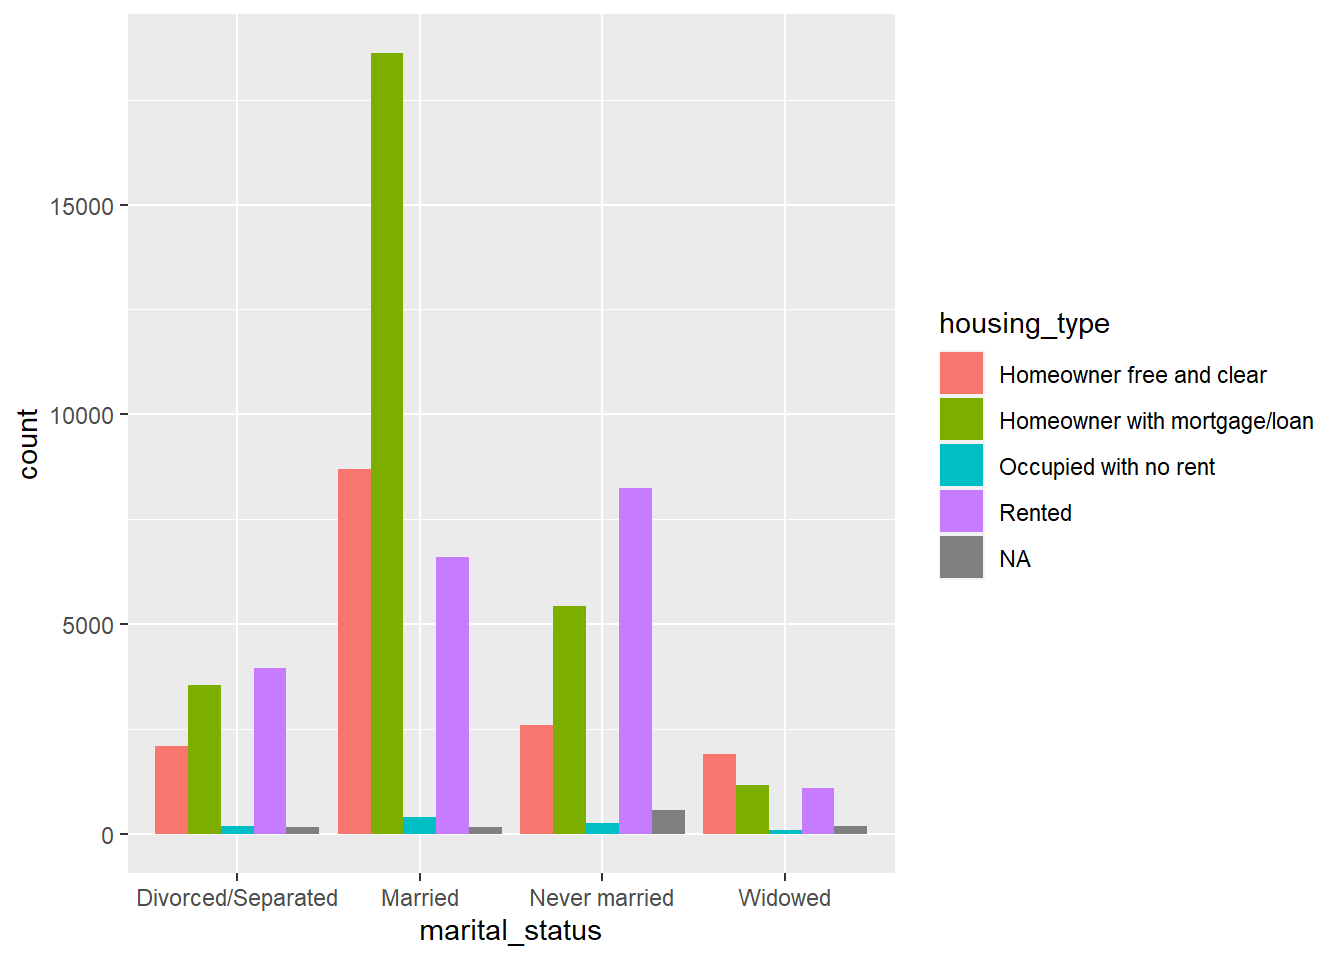 count
15000
10000
5000
0
Divorced/Separated
Married
Never married
Widowed
marital_status
housing_type
Homeowner free and clear
Homeowner with mortgage/loan
Occupied with no rent
Rented
NA